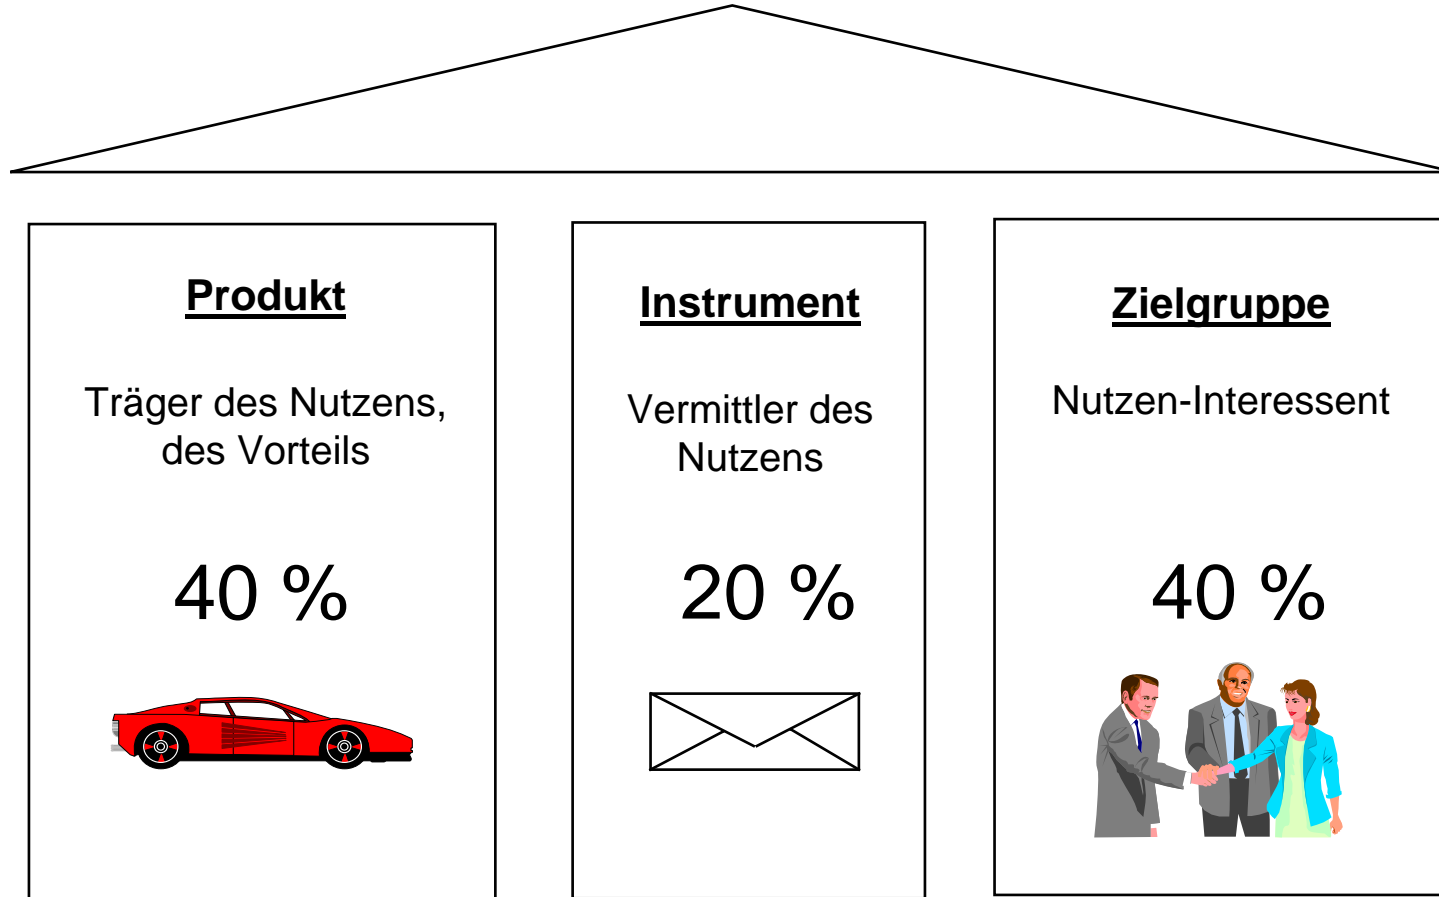 Produkt
Träger des Nutzens,
des Vorteils
40 %
Instrument
Vermittler des
Nutzens
20 %
Zielgruppe
Nutzen-Interessent
40 %